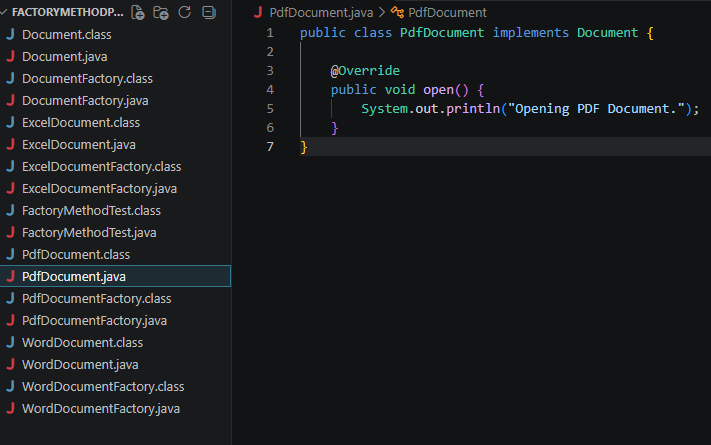 FACTORYMETHODP...
Document.class
Document.java
DocumentFactory.class
DocumentFactory.java
ExcelDocument.class
ExcelDocument.java
ExcelDocumentFactory.class
ExcelDocumentFactory.java
FactoryMethodTest.class
FactoryMethodTest.java
PdfDocument.class
PdfDocument.java
PdfDocumentFactory.class
PdfDocumentFactory.java
WordDocument.class
WordDocument.java
WordDocumentFactory.class
WordDocumentFactory.java
PdfDocument.java > PdfDocument
1 public class PdfDocument implements Document {
2
3     @Override
4     public void open() {
5         System.out.println("Opening PDF Document.");
6     }
7 }